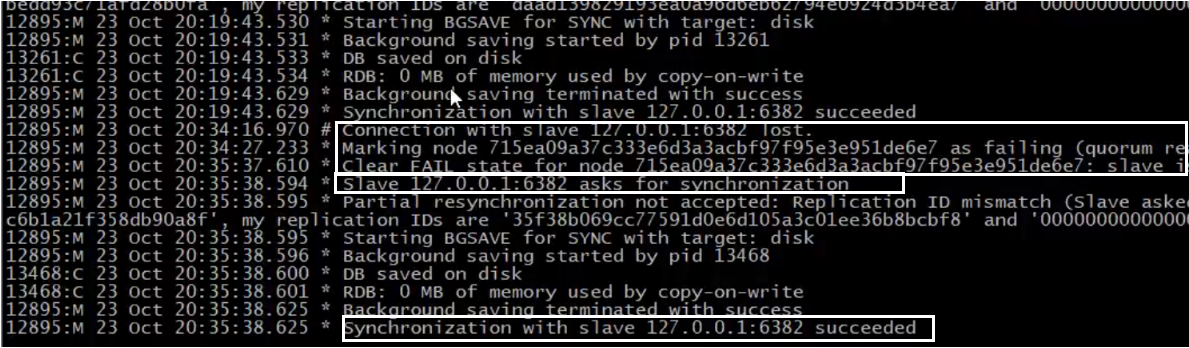 bedd93c71afd28b0fa', my replication IDs are 'daad139829193ea0a96d6eb62794e0924d3b4ea7' and '0000000000000
12895:M 23 Oct 20:19:43.530 * Starting BGSAVE for SYNC with target: disk
12895:M 23 Oct 20:19:43.531 * Background saving started by pid 13261
13261:C 23 Oct 20:19:43.533 * DB saved on disk
13261:C 23 Oct 20:19:43.534 * RDB: 0 MB of memory used by copy-on-write
12895:M 23 Oct 20:19:43.629 * Background saving terminated with success
12895:M 23 Oct 20:19:43.629 * Synchronization with slave 127.0.0.1:6382 succeeded
12895:M 23 Oct 20:34:16.970 # Connection with slave 127.0.0.1:6382 lost.
12895:M 23 Oct 20:34:27.233 * Marking node 715ea09a37c333e6d3a3acbf97f95e3e951de6e7 as failing (quorum re
12895:M 23 Oct 20:35:37.610 * Clear FAIL state for node 715ea09a37c333e6d3a3acbf97f95e3e951de6e7: slave i
12895:M 23 Oct 20:35:38.594 * Slave 127.0.0.1:6382 asks for synchronization
12895:M 23 Oct 20:35:38.595 * Partial resynchronization not accepted: Replication ID mismatch (Slave asked
c6b1a21f358db90a8f', my replication IDs are '35f38b069cc77591d0e6d105a3c01ee36b8bcbf8' and '0000000000000
12895:M 23 Oct 20:35:38.595 * Starting BGSAVE for SYNC with target: disk
12895:M 23 Oct 20:35:38.596 * Background saving started by pid 13468
13468:C 23 Oct 20:35:38.600 * DB saved on disk
13468:C 23 Oct 20:35:38.601 * RDB: 0 MB of memory used by copy-on-write
12895:M 23 Oct 20:35:38.625 * Background saving terminated with success
12895:M 23 Oct 20:35:38.625 * Synchronization with slave 127.0.0.1:6382 succeeded